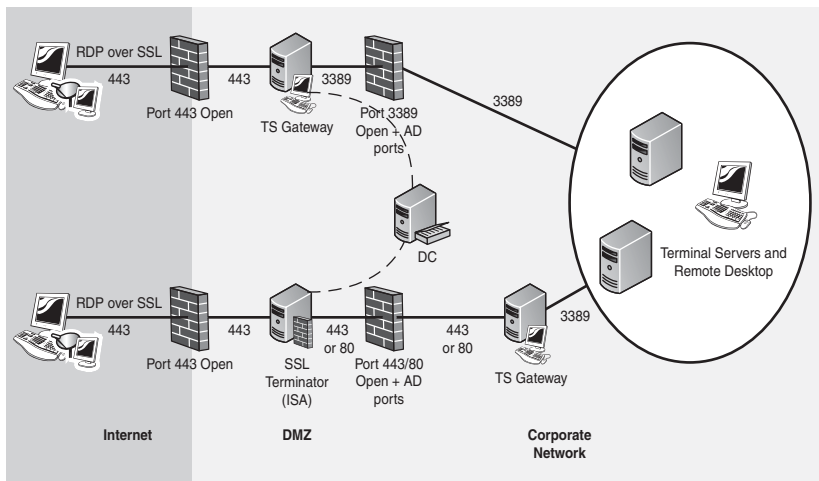 RDP over SSL
443
443
3389
Port 443 Open
TS Gateway
Port 3389
Open + AD
ports
3389
DC
Terminal Servers and
Remote Desktop
RDP over SSL
443
443
443
or 80
443
or 80
3389
Port 443 Open
SSL
Terminator
(ISA)
Port 443/80
Open + AD
ports
TS Gateway
Internet
DMZ
Corporate
Network